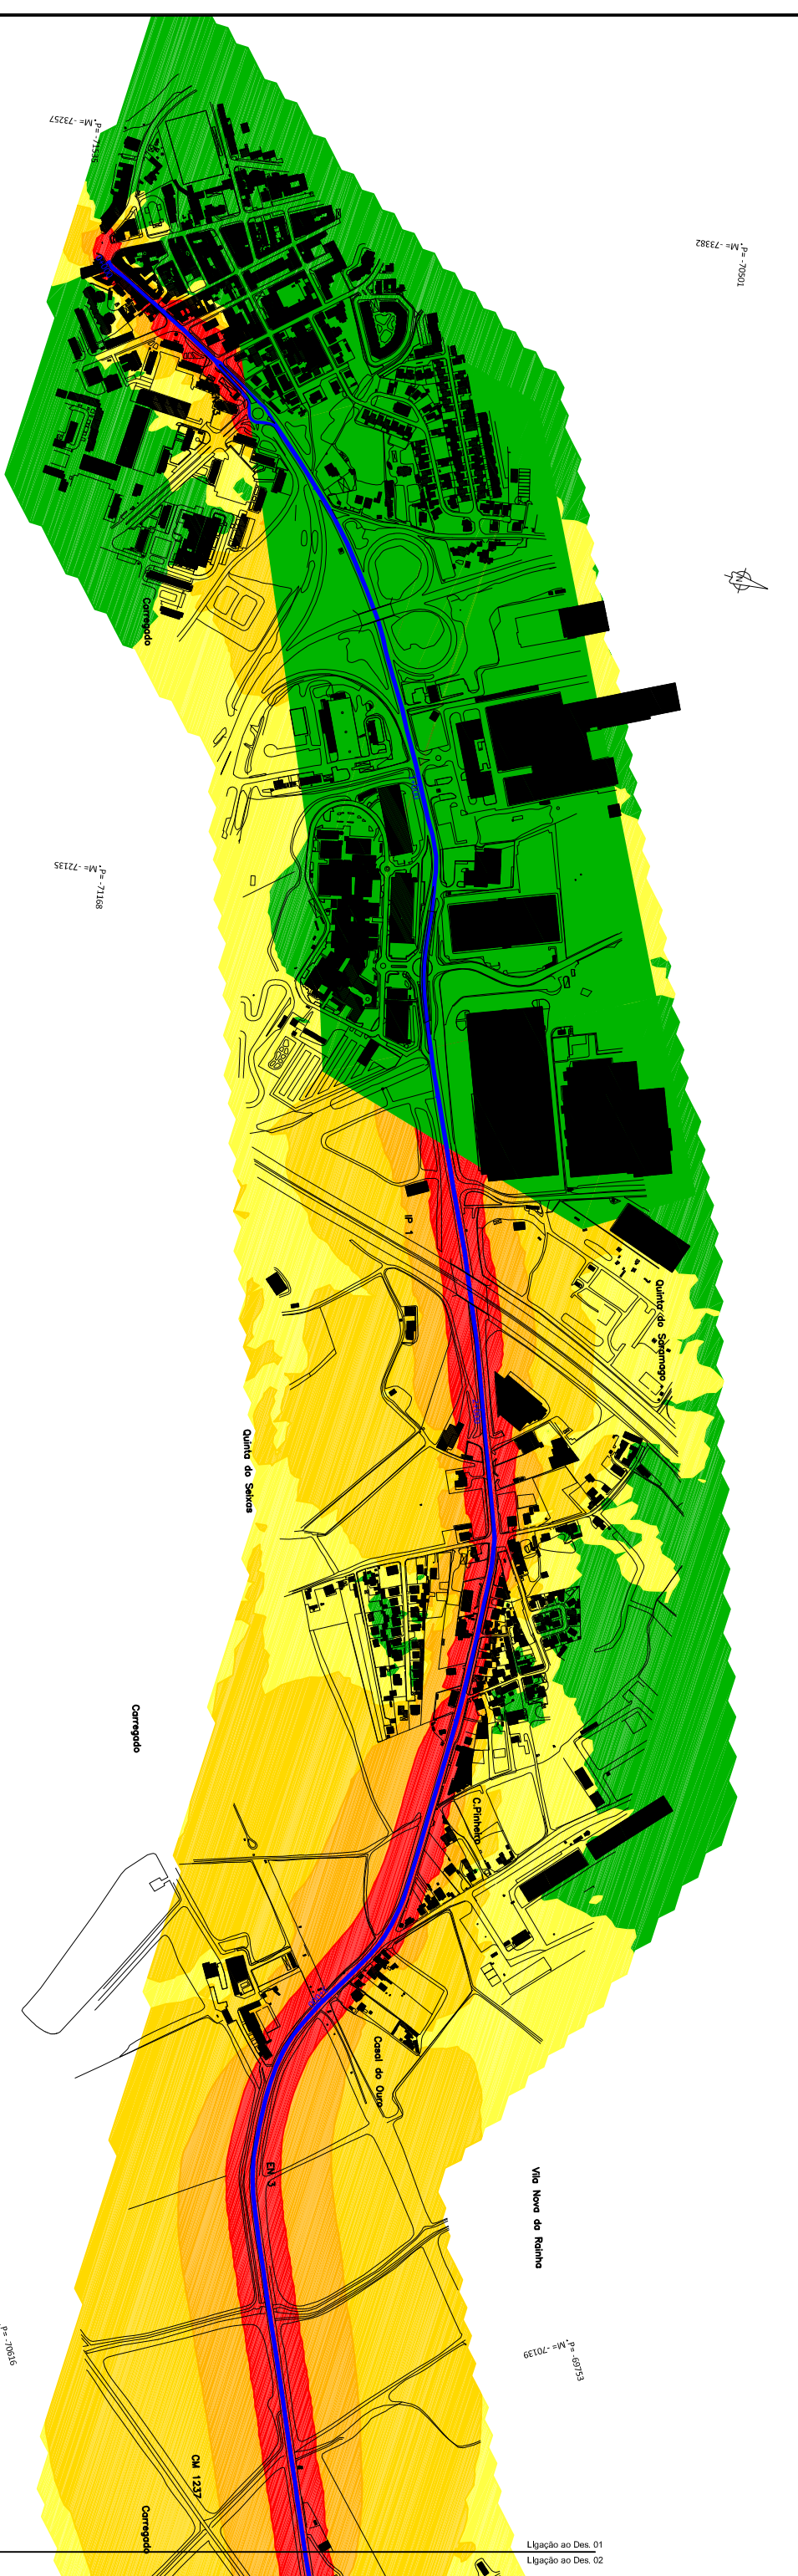 P= -71535
M= -73257
P= -70501
M= -73382
N
Carregado
P= -71168
M= -72135
IP 1
Quinta do Saramago
Quinta do Seixas
Carregado
C.Pinheiro
Casal do Ouro
EN 3
Vila Nova da Rainha
P= -70616
P= -69753
M= -70139
CM 1237
Carregado
LIgação ao Des. 01
LIgação ao Des. 02